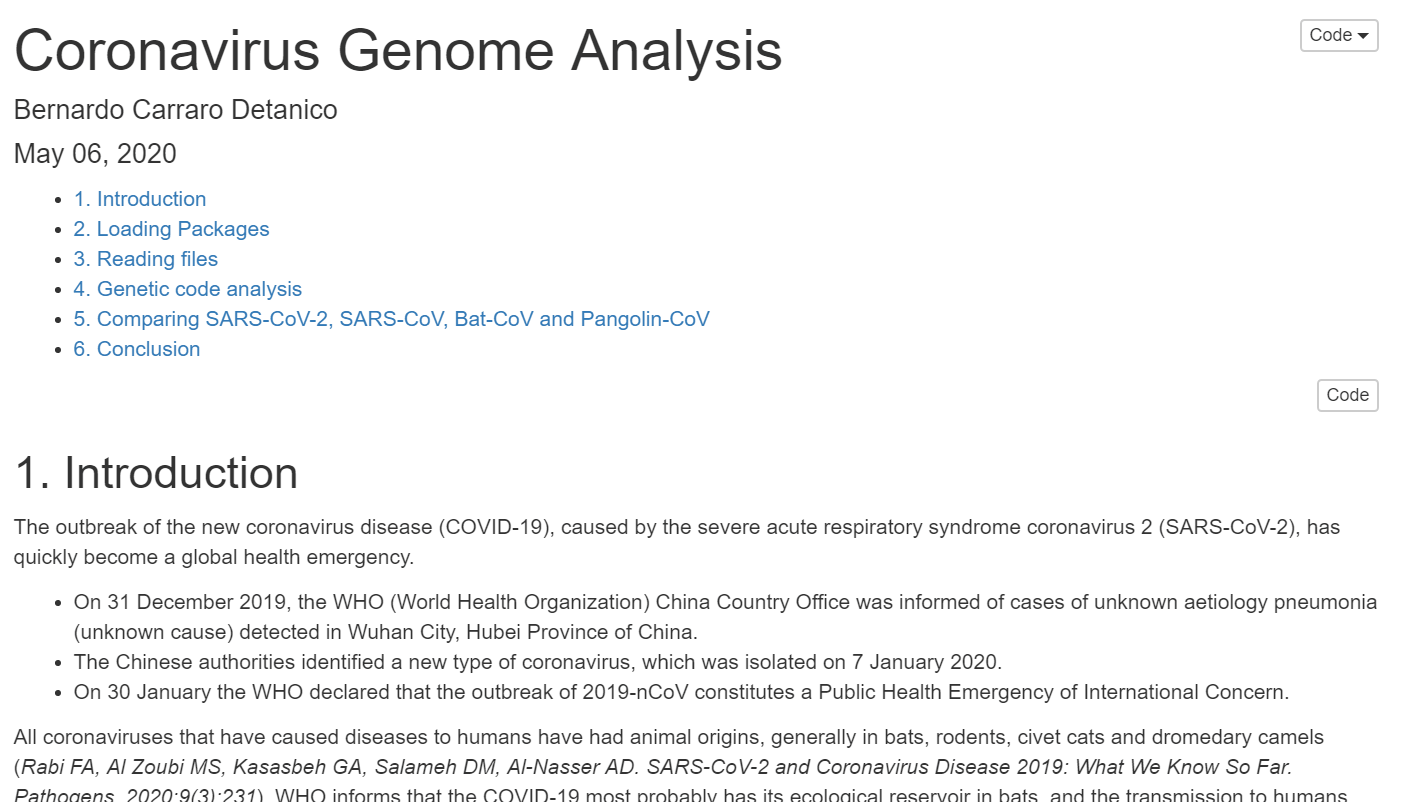 Coronavirus Genome Analysis
Code
Bernardo Carraro Detanico
May 06, 2020
1. Introduction
2. Loading Packages
3. Reading files
4. Genetic code analysis
5. Comparing SARS-CoV-2, SARS-CoV, Bat-CoV and Pangolin-CoV
6. Conclusion
Code
1. Introduction
The outbreak of the new coronavirus disease (COVID-19), caused by the severe acute respiratory syndrome coronavirus 2 (SARS-CoV-2), has
quickly become a global health emergency.
On 31 December 2019, the WHO (World Health Organization) China Country Office was informed of cases of unknown aetiology pneumonia
(unknown cause) detected in Wuhan City, Hubei Province of China.
The Chinese authorities identified a new type of coronavirus, which was isolated on 7 January 2020.
On 30 January the WHO declared that the outbreak of 2019-nCoV constitutes a Public Health Emergency of International Concern.
All coronaviruses that have caused diseases to humans have had animal origins, generally in bats, rodents, civet cats and dromedary camels
(Rabi FA, Al Zoubi MS, Kasasbeh GA, Salameh DM, Al-Nasser AD. SARS-CoV-2 and Coronavirus Disease 2019: What We Know So Far.
Pathogens. 2020;9(3):231). WHO informs that the COVID-19 most probably has its ecological reservoir in bats, and the transmission to humans